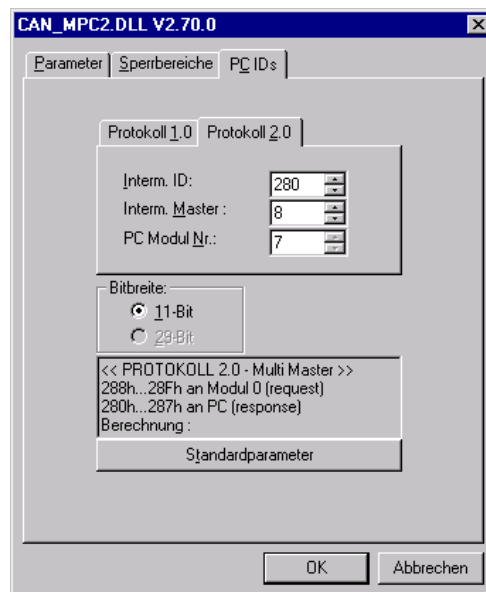 CAN_MPC2.DLL V2.70.0
Parameter Sperrbereiche PC IDs
Protokoll 1.0 Protokoll 2.0
Interm. ID: 280
Interm. Master : 8
PC Modul Nr.: 7
Bitbreite:
11-Bit
29-Bit
<< PROTOKOLL 2.0 - Multi Master >>
288h...28Fh an Modul 0 (request)
280h...287h an PC (response)
Berechnung :
Standardparameter
OK Abbrechen